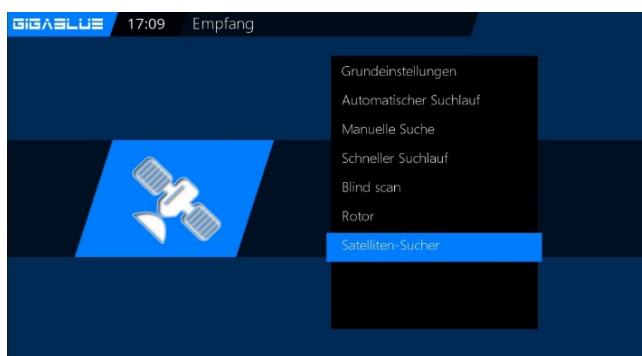 GIGABLUE 17:09 Empfang
Grundeinstellungen
Automatischer Suchlauf
Manuelle Suche
Schneller Suchlauf
Blind scan
Rotor
Satelliten-Sucher